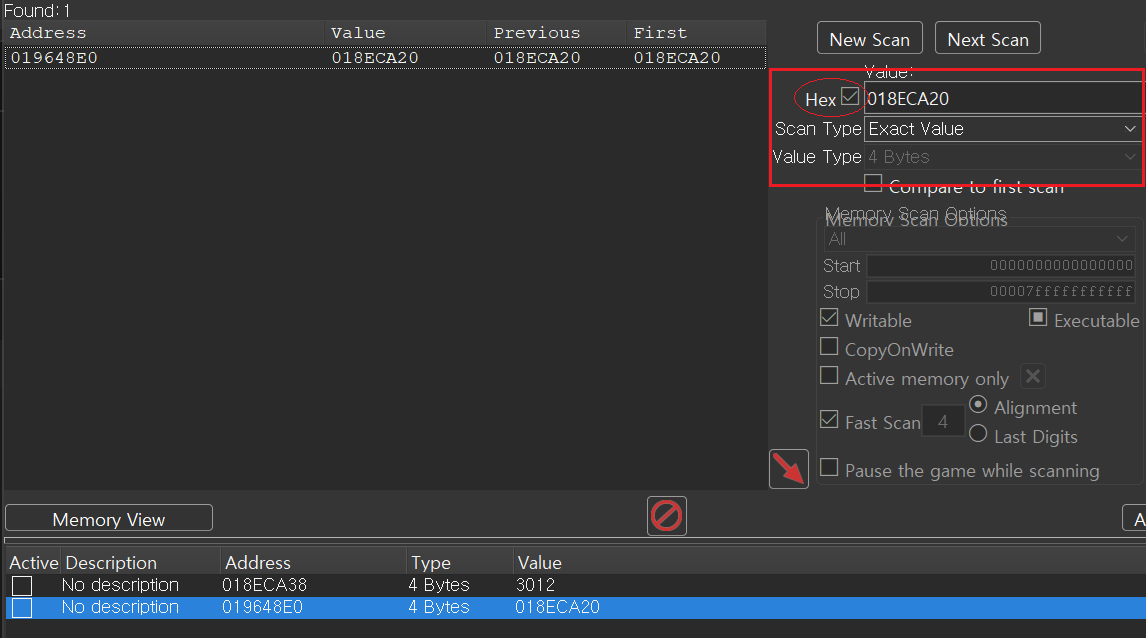 Found:1
Address Value Previous First
019648E0 018ECA20 018ECA20 018ECA20
New Scan Next Scan
Value:
Hex 018ECA20
Scan Type Exact Value
Value Type 4 Bytes
Compare to first scan
Memory Scan Options
Memory Scan Options
All
Start 0000000000000000
Stop 00007fffffffffff
Writable Executable
CopyOnWrite
Active memory only
Fast Scan 4 Alignment
Last Digits
Pause the game while scanning
Memory View
A
Active Description Address Type Value
No description 018ECA38 4 Bytes 3012
No description 019648E0 4 Bytes 018ECA20